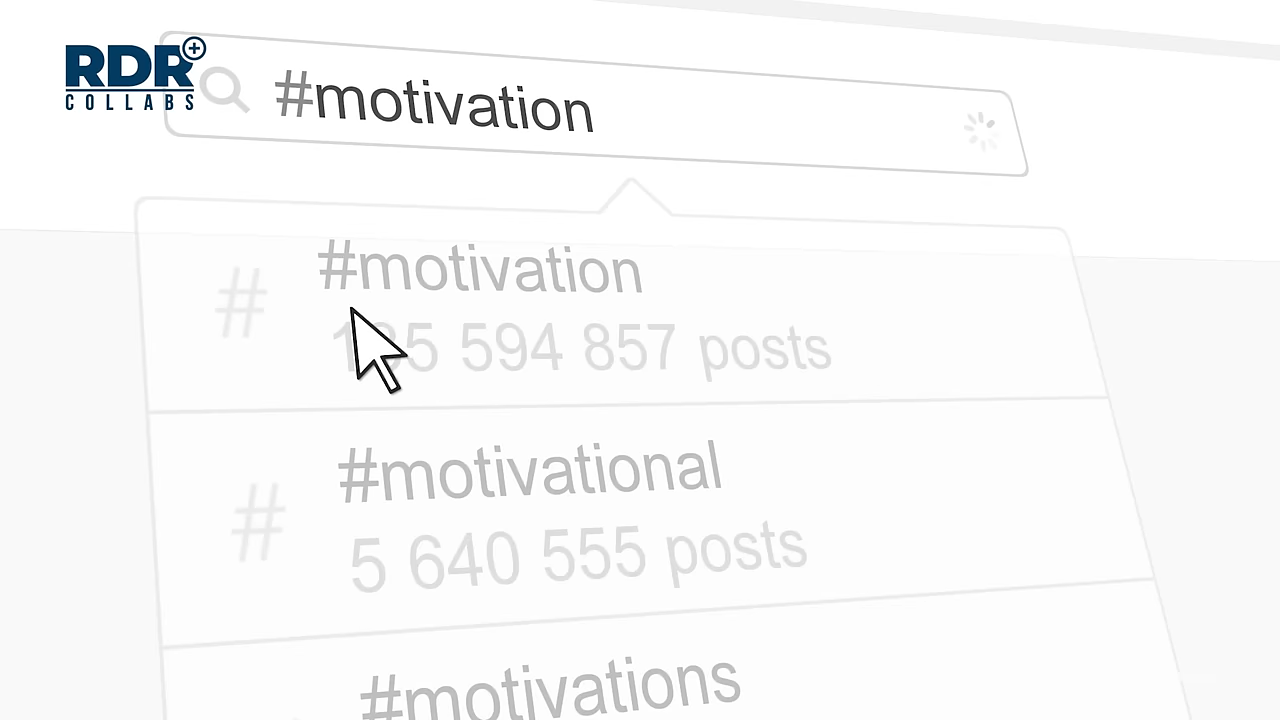 RDR+
COLLABS
#motivation
#
#motivation
594 857 posts
#
#motivational
5 640 555 posts
#motivations